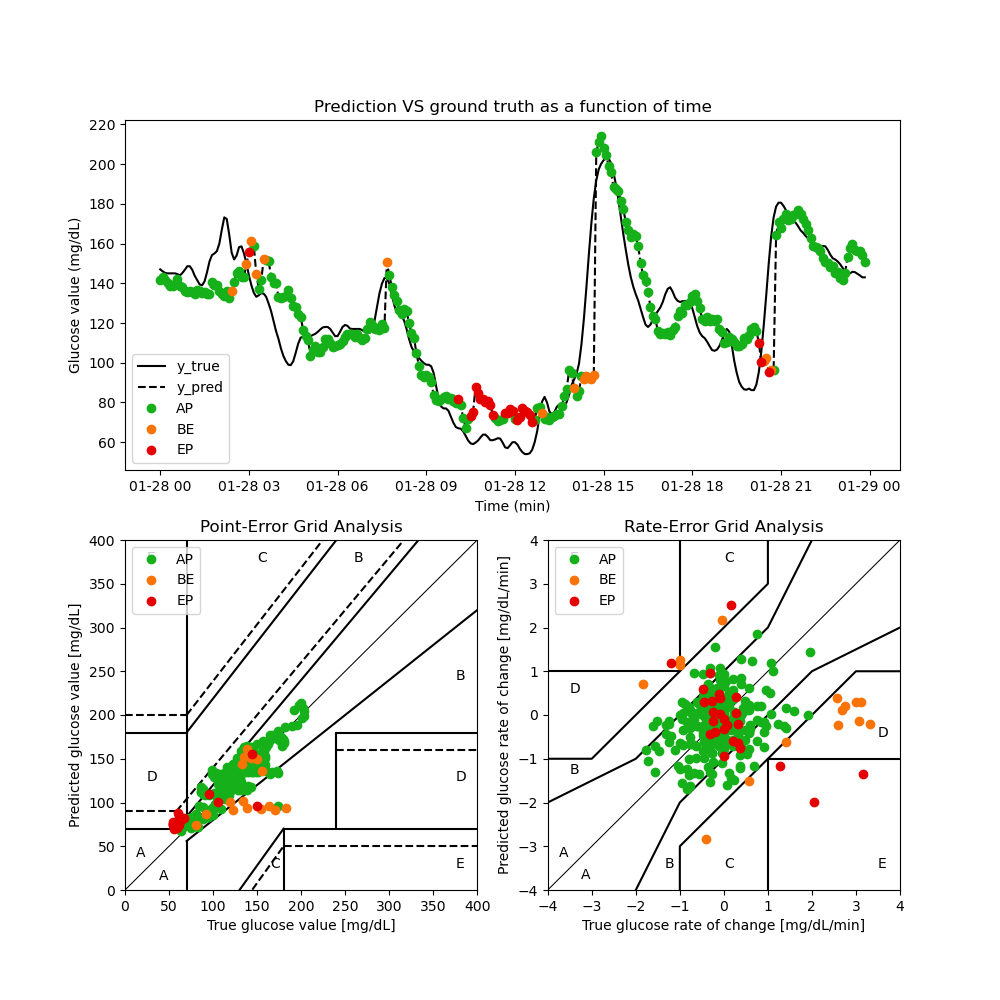 Prediction VS ground truth as a function of time
Glucose value (mg/dL)
220
200
180
160
140
120
100
80
60
y_true
y_pred
AP
BE
EP
01-28 00 01-28 03 01-28 06 01-28 09 01-28 12 01-28 15 01-28 18 01-28 21 01-29 00
Time (min)
Point-Error Grid Analysis
Predicted glucose value [mg/dL]
400
350
300
250
200
150
100
50
0
AP
BE
EP
C B
B
D D
A
A C E
0 50 100 150 200 250 300 350 400
True glucose value [mg/dL]
Rate-Error Grid Analysis
Predicted glucose rate of change [mg/dL/min]
4
3
2
1
0
−1
−2
−3
−4
AP
BE
EP
C
D
D
B
A
A B C E
−4 −3 −2 −1 0 1 2 3 4
True glucose rate of change [mg/dL/min]